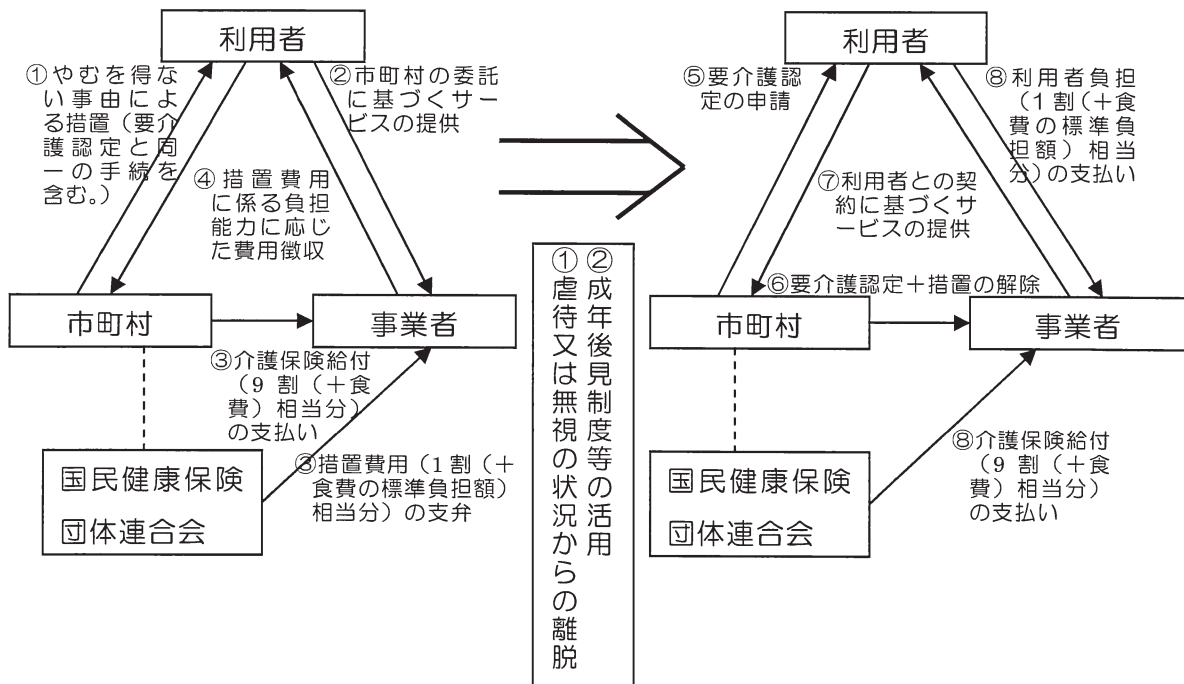 利用者
①やむを得な
い事由によ
る措置（要介
護認定と同
一の手続を
含む。）
②市町村の委託
に基づくサー
ビスの提供
④措置費用
に係る負担
能力に応じ
た費用徴収
市町村
事業者
③介護保険給付
（9割（＋食
費）相当分）
の支払い
③措置費用（1割（＋
食費の標準負担額）
相当分）の支弁
国民健康保険
団体連合会
②成年後見制度等の活用
①虐待又は無視の状況からの離脱
利用者
⑤要介護認
定の申請
⑧利用者負担
（1割（＋食
費の標準負
担額）相当
分）の支払い
⑦利用者との契
約に基づくサ
ービスの提供
⑥要介護認定＋措置の解除
市町村
事業者
⑧介護保険給付
（9割（＋食
費）相当分）
の支払い
国民健康保険
団体連合会